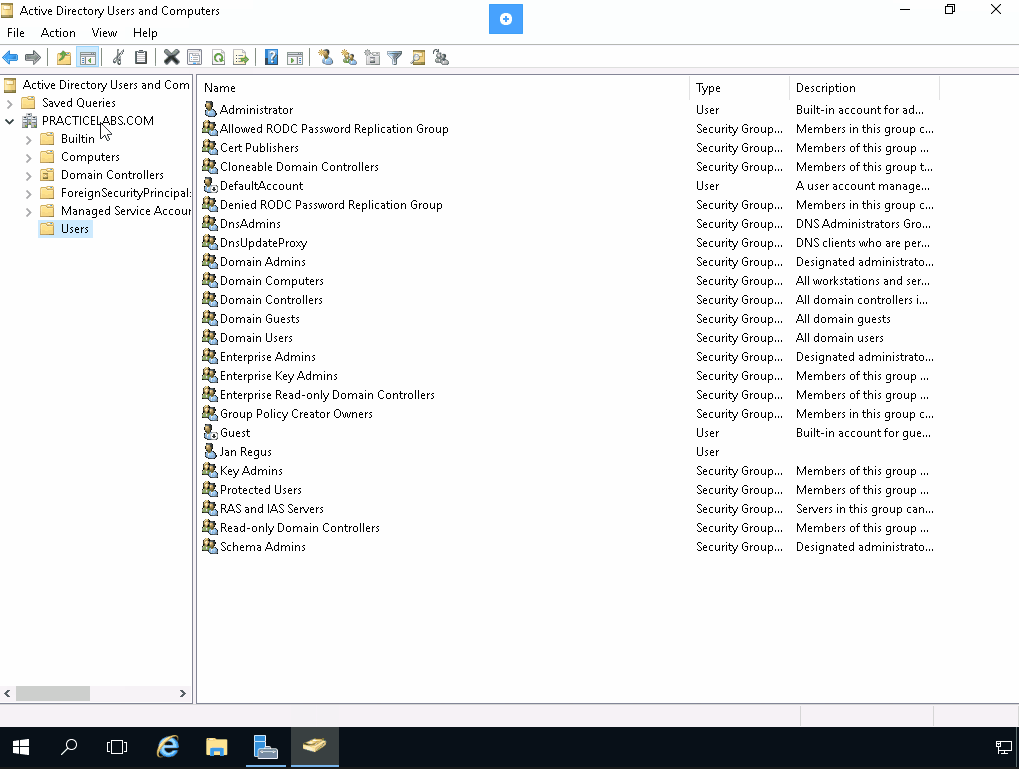 Active Directory Users and Computers
File Action View Help
Active Directory Users and Com
Saved Queries
PRACTICELABS.COM
Builtin
Computers
Domain Controllers
ForeignSecurityPrincipals
Managed Service Accour
Users
Name Type Description
Administrator User Built-in account for ad...
Allowed RODC Password Replication Group Security Group... Members in this group c...
Cert Publishers Security Group... Members of this group ...
Cloneable Domain Controllers Security Group... Members of this group t...
DefaultAccount User A user account manage...
Denied RODC Password Replication Group Security Group... Members in this group c...
DnsAdmins Security Group... DNS Administrators Gro...
DnsUpdateProxy Security Group... DNS clients who are per...
Domain Admins Security Group... Designated administrato...
Domain Computers Security Group... All workstations and ser...
Domain Controllers Security Group... All domain controllers i...
Domain Guests Security Group... All domain guests
Domain Users Security Group... All domain users
Enterprise Admins Security Group... Designated administrato...
Enterprise Key Admins Security Group... Members of this group ...
Enterprise Read-only Domain Controllers Security Group... Members of this group ...
Group Policy Creator Owners Security Group... Members in this group c...
Guest User Built-in account for gue...
Jan Regus User
Key Admins Security Group... Members of this group ...
Protected Users Security Group... Members of this group ...
RAS and IAS Servers Security Group... Servers in this group can...
Read-only Domain Controllers Security Group... Members of this group ...
Schema Admins Security Group... Designated administrato...